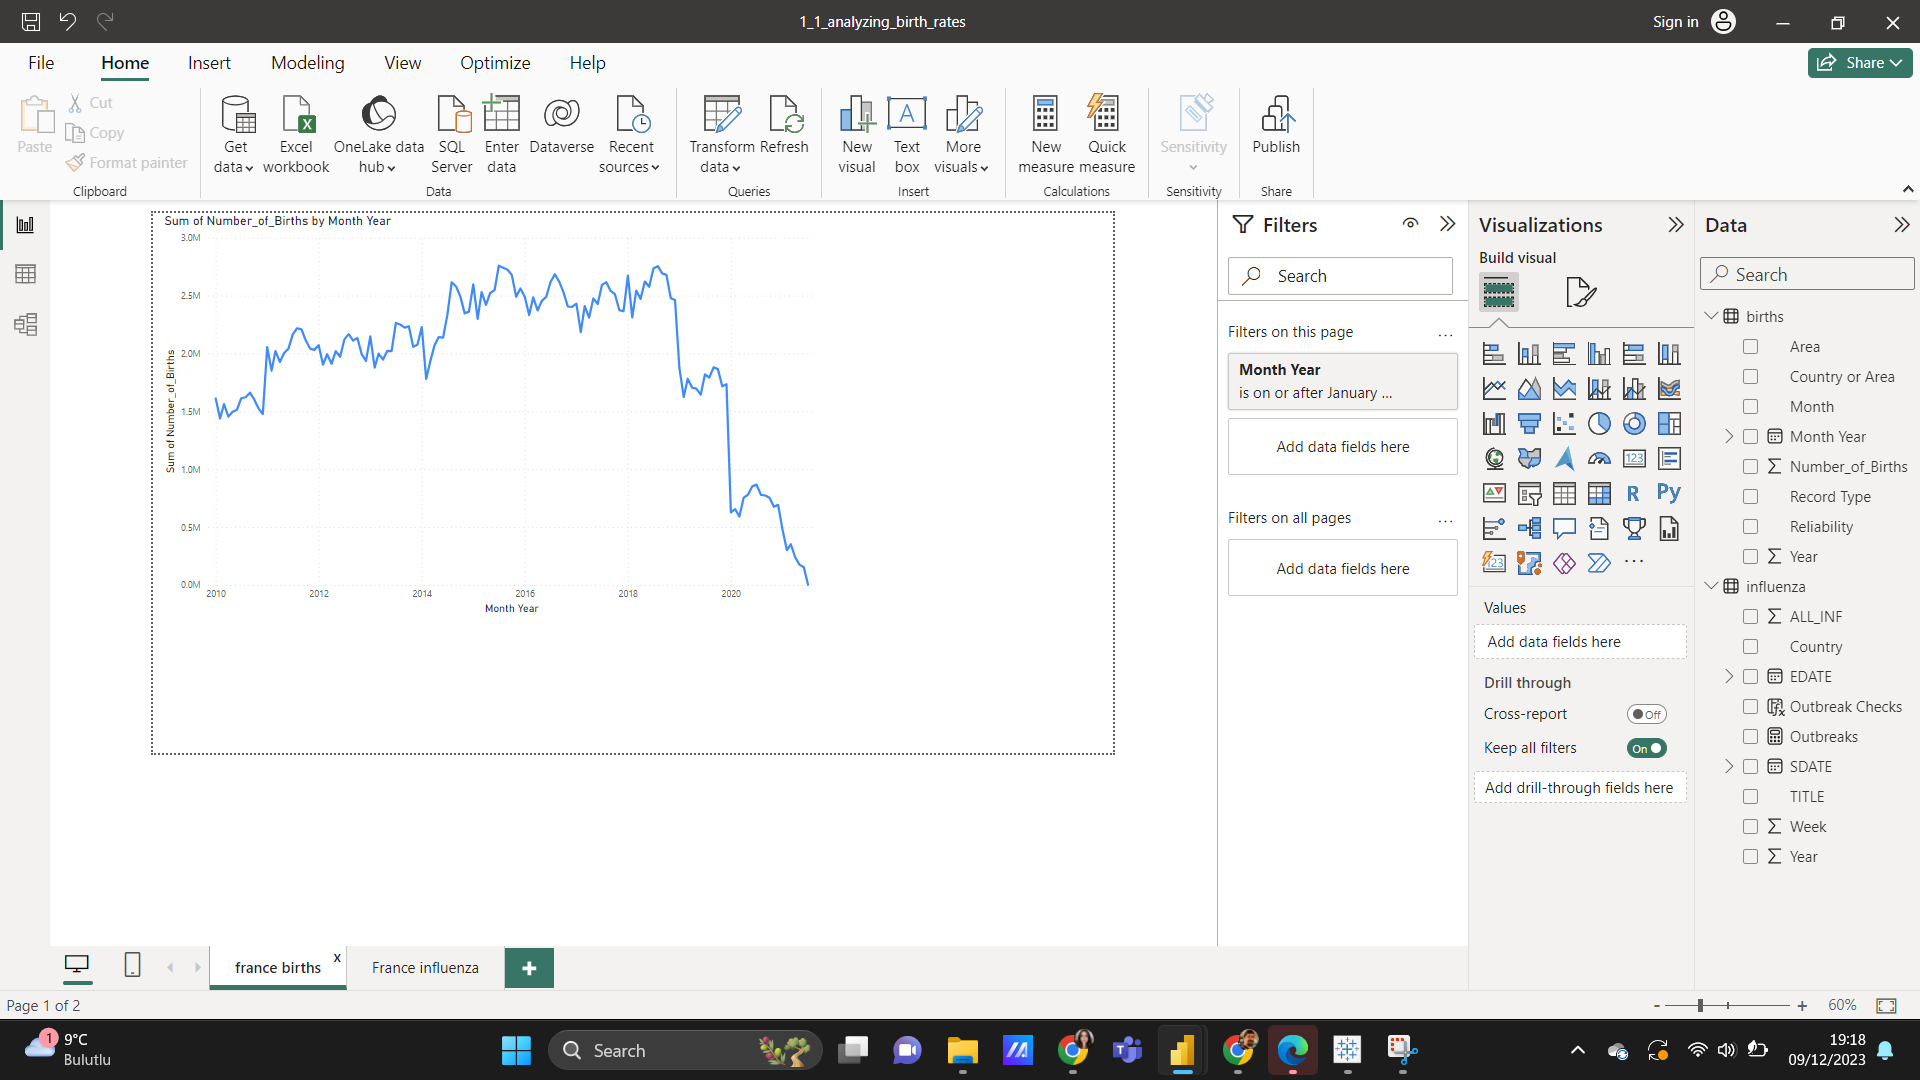 1_1_analyzing_birth_rates
Sign in
File Home Insert Modeling View Optimize Help
Share
Paste
Cut
Copy
Format painter
Get data
Excel workbook
OneLake data hub
SQL Server
Enter data
Dataverse
Recent sources
Transform data
Refresh
New visual
Text box
More visuals
New measure
Quick measure
Sensitivity
Publish
Clipboard Data Queries Insert Calculations Sensitivity Share
Sum of Number_of_Births by Month Year
Sum of Number_of_Births
3.0M
2.5M
2.0M
1.5M
1.0M
0.5M
0.0M
2010 2012 2014 2016 2018 2020
Month Year
Filters
Search
Filters on this page
...
Month Year
is on or after January ...
Add data fields here
Filters on all pages
...
Add data fields here
Visualizations
Build visual
123
R
Py
123
...
Values
Add data fields here
Drill through
Cross-report
Off
Keep all filters
On
Add drill-through fields here
Data
Search
births
Area
Country or Area
Month
Month Year
Number_of_Births
Record Type
Reliability
Year
influenza
ALL_INF
Country
EDATE
Outbreak Checks
Outbreaks
SDATE
TITLE
Week
Year
france births
x
France influenza
+
Page 1 of 2
- + 60%
1
9°C
Bulutlu
Search
19:18
09/12/2023